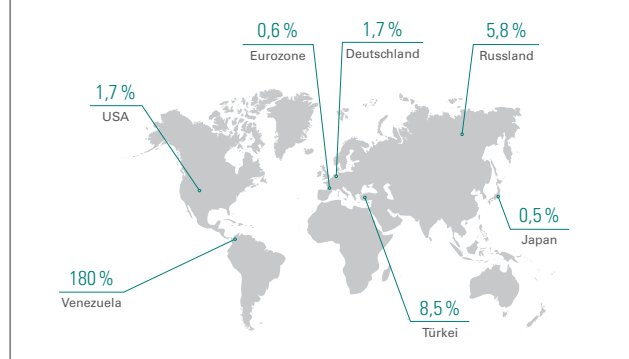 0,6 %
Eurozone
1,7 %
Deutschland
5,8 %
Russland
1,7 %
USA
0,5 %
Japan
180 %
Venezuela
8,5 %
Türkei